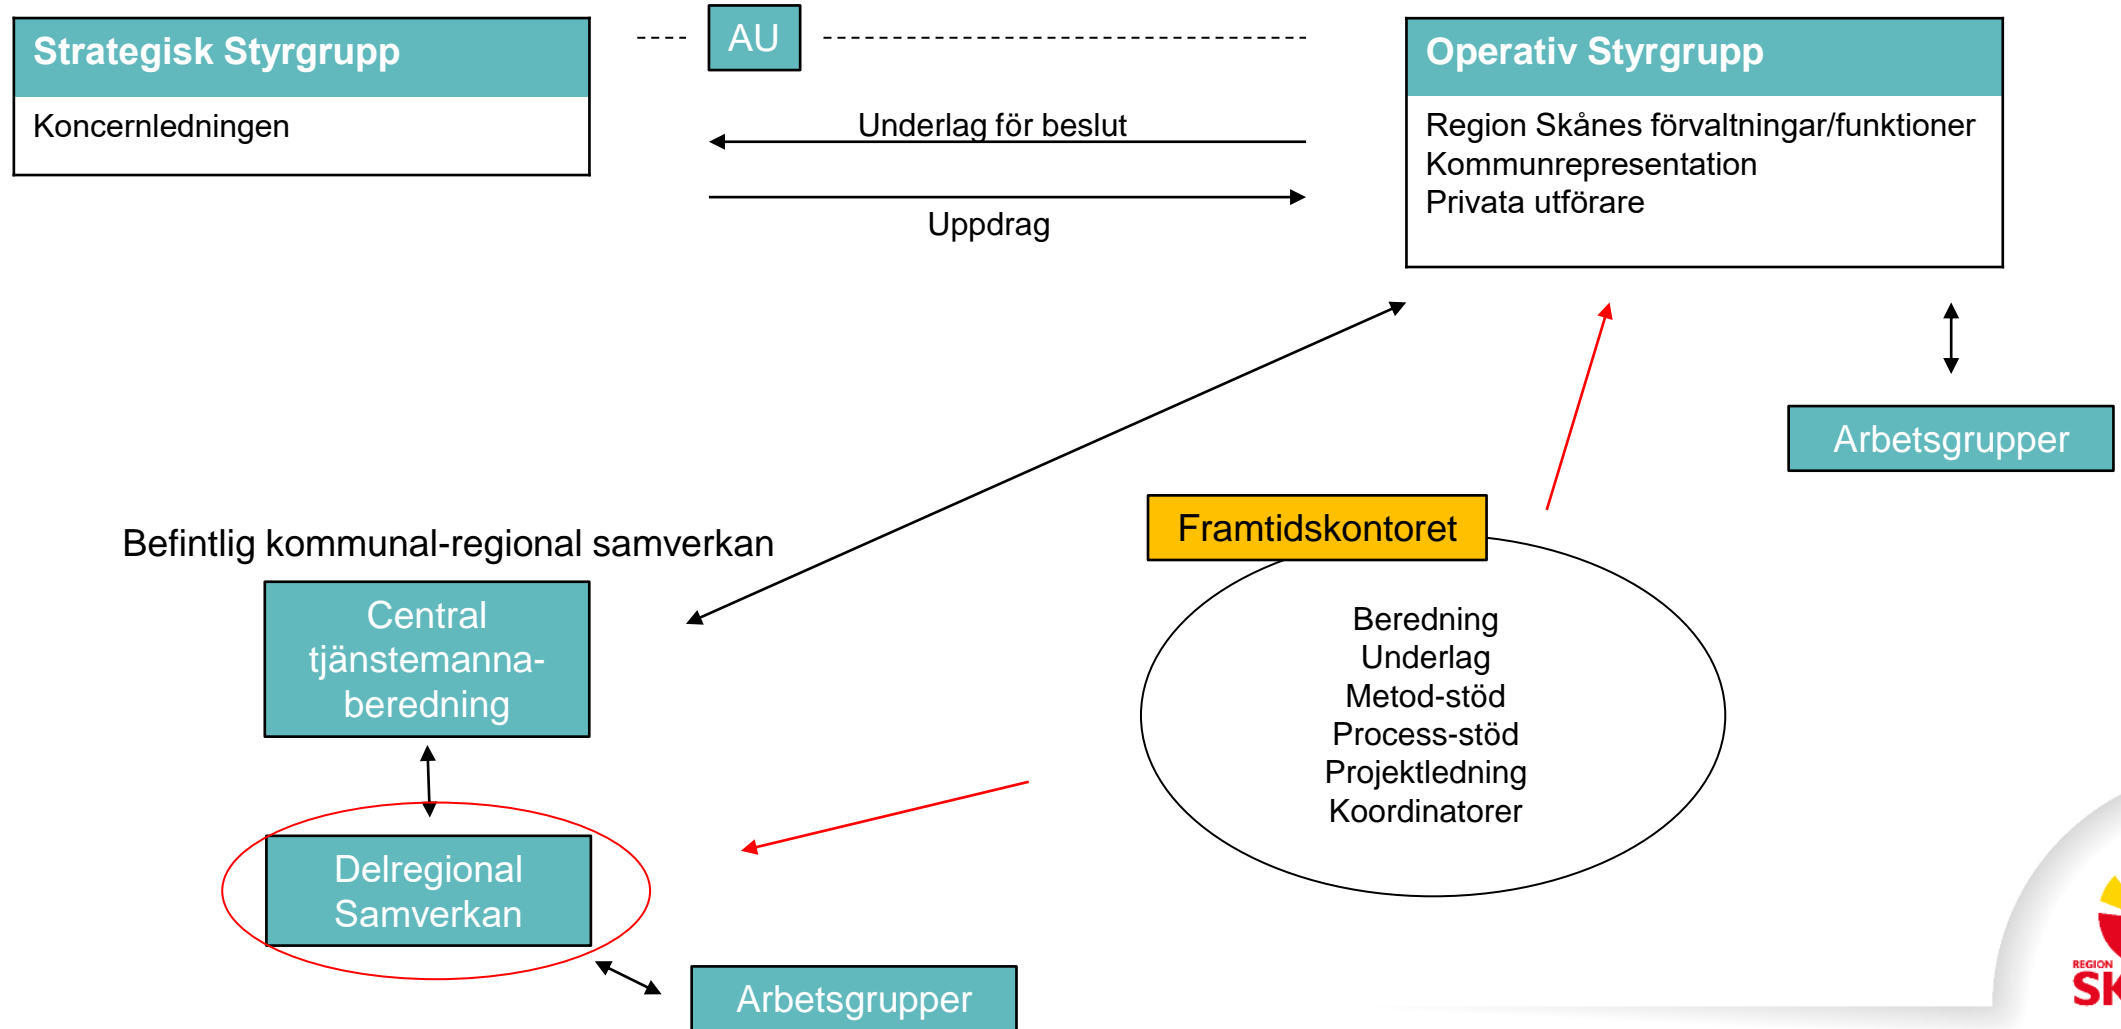 Strategisk Styrgrupp
Koncernledningen
AU
Underlag för beslut
Uppdrag
Operativ Styrgrupp
Region Skånes förvaltningar/funktioner
Kommunrepresentation
Privata utförare
Arbetsgrupper
Framtidskontoret
Beredning
Underlag
Metod-stöd
Process-stöd
Projektledning
Koordinatorer
Befintlig kommunal-regional samverkan
Central
tjänstemanna-
beredning
Delregional
Samverkan
Arbetsgrupper
REGION